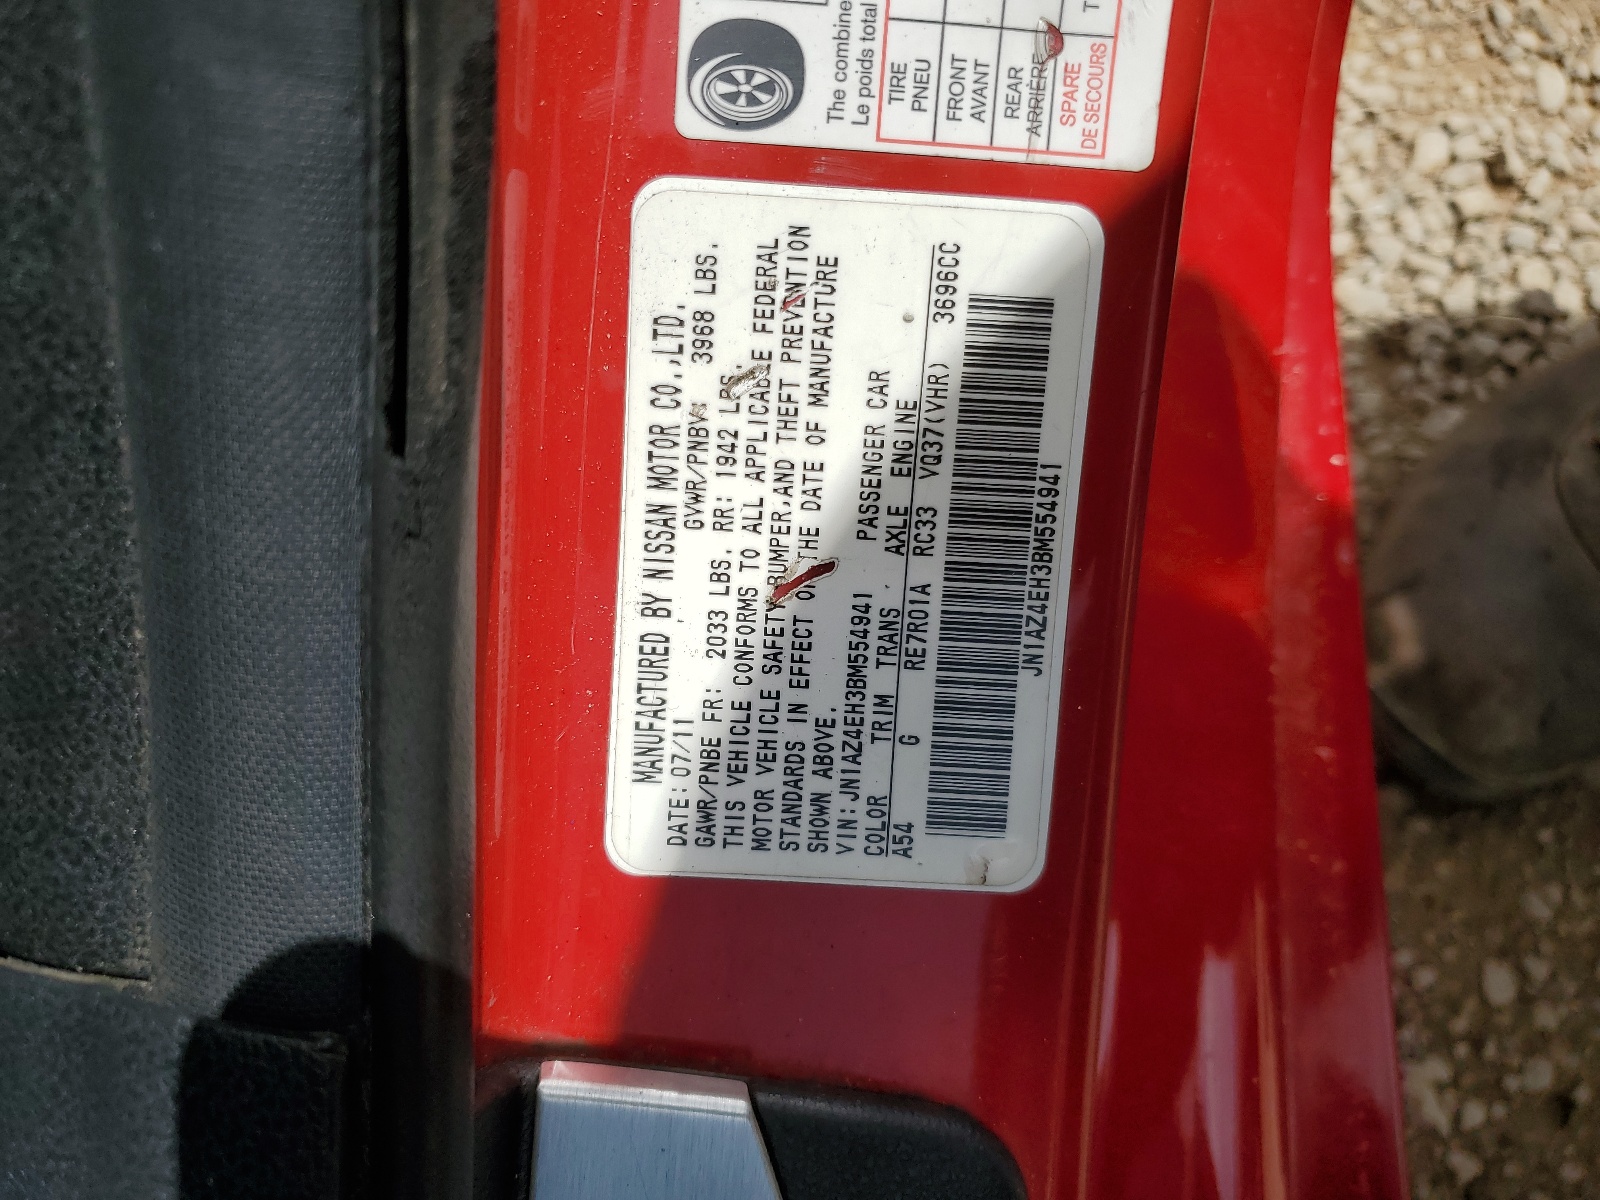 The combine
Le poids total
TIRE
PNEU
FRONT
AVANT
REAR
ARRIÈRE
SPARE
DE SECOURS
T
MANUFACTURED BY NISSAN MOTOR CO.,LTD.
DATE: 07/11 GVWR/PNBV: 3968 LBS.
GAWR/PNBE FR: 2033 LBS. RR: 1942 LBS.
THIS VEHICLE CONFORMS TO ALL APPLICABLE FEDERAL
MOTOR VEHICLE SAFETY,BUMPER,AND THEFT PREVENTION
STANDARDS IN EFFECT ON THE DATE OF MANUFACTURE
SHOWN ABOVE.
VIN:JN1AZ4EH3BM554941 PASSENGER CAR
COLOR TRIM TRANS. AXLE ENGINE
A54 G RE7R01A RC33 VQ37(VHR) 3696CC
JN1AZ4EH3BM554941